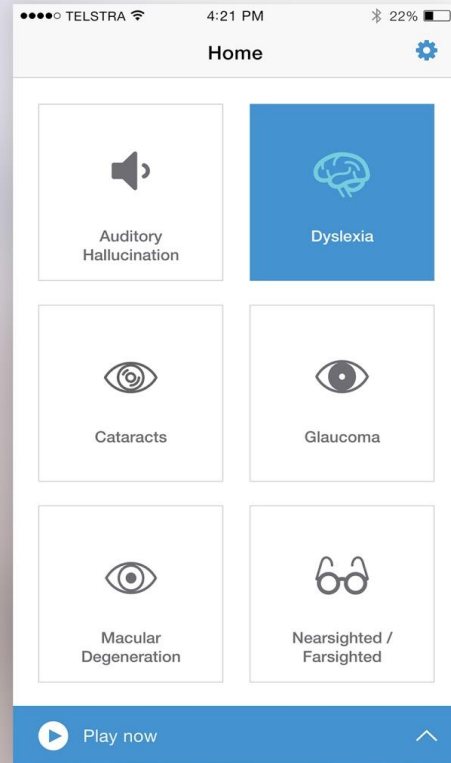 TELSTRA 4:21 PM 22%
Home
Auditory
Hallucination
Dyslexia
Cataracts
Glaucoma
Macular
Degeneration
Nearsighted /
Farsighted
Play now